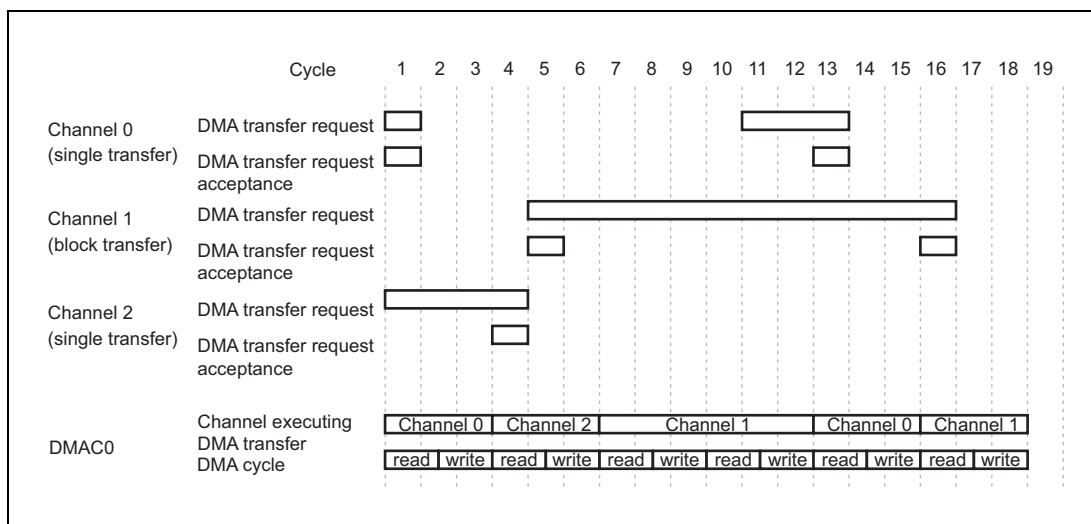 Cycle 1 2 3 4 5 6 7 8 9 10 11 12 13 14 15 16 17 18 19
Channel 0
(single transfer)
DMA transfer request
DMA transfer request
acceptance
Channel 1
(block transfer)
DMA transfer request
DMA transfer request
acceptance
Channel 2
(single transfer)
DMA transfer request
DMA transfer request
acceptance
DMAC0
Channel executing
DMA transfer
Channel 0 Channel 2 Channel 1 Channel 0 Channel 1
DMA cycle
read write read write read write read write read write read write